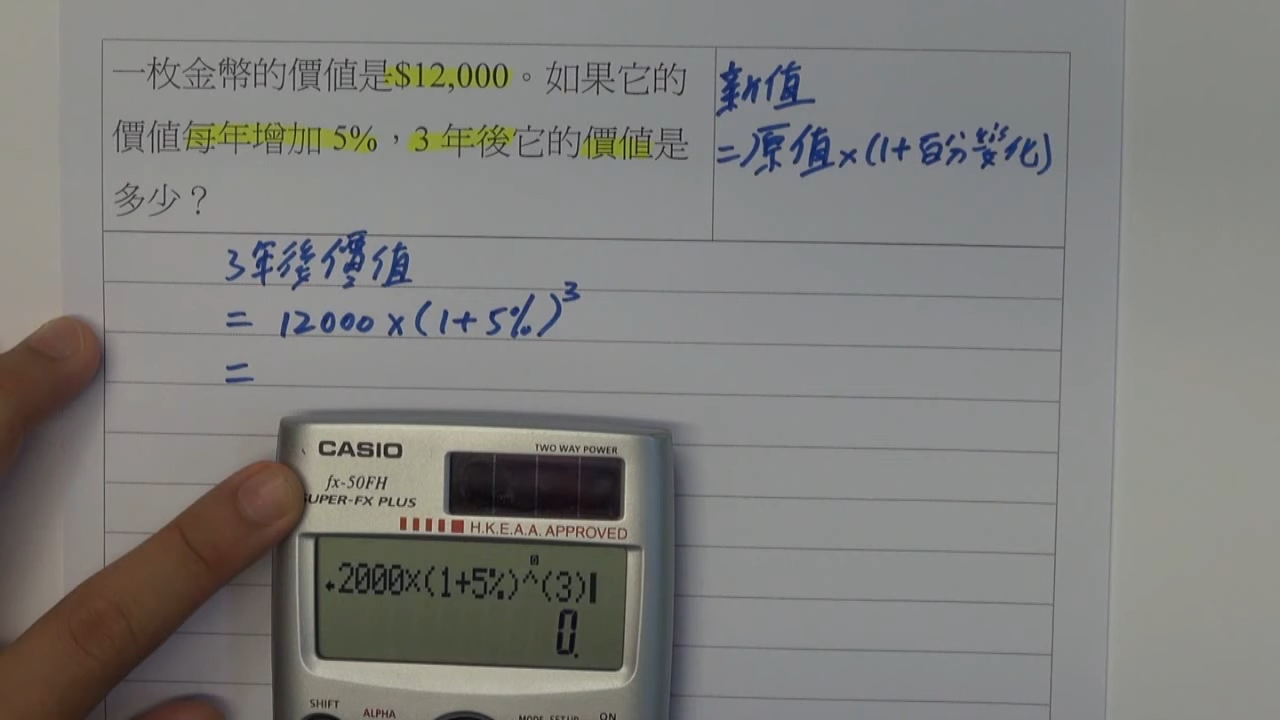 一枚金幣的價值是$12,000。如果它的
價值每年增加 5%，3 年後它的價值是
多少？
新值
=原值×(1+百分變化)
3年後價值
= 12000×(1+5%)³
=
CASIO
TWO WAY POWER
fx-50FH
SUPER-FX PLUS
H.K.E.A.A. APPROVED
2000×(1+5%)^(3)
0.
SHIFT
ALPHA
MODE SETUP
ON